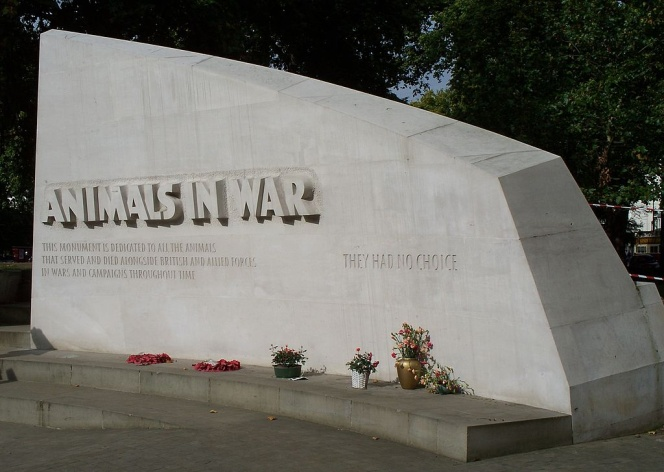 ANIMALS IN WAR
THIS MONUMENT IS DEDICATED TO ALL THE ANIMALS
THAT SERVED AND DIED ALONGSIDE BRITISH AND ALLIED FORCES
IN WARS AND CAMPAIGNS THROUGHOUT TIME
THEY HAD NO CHOICE